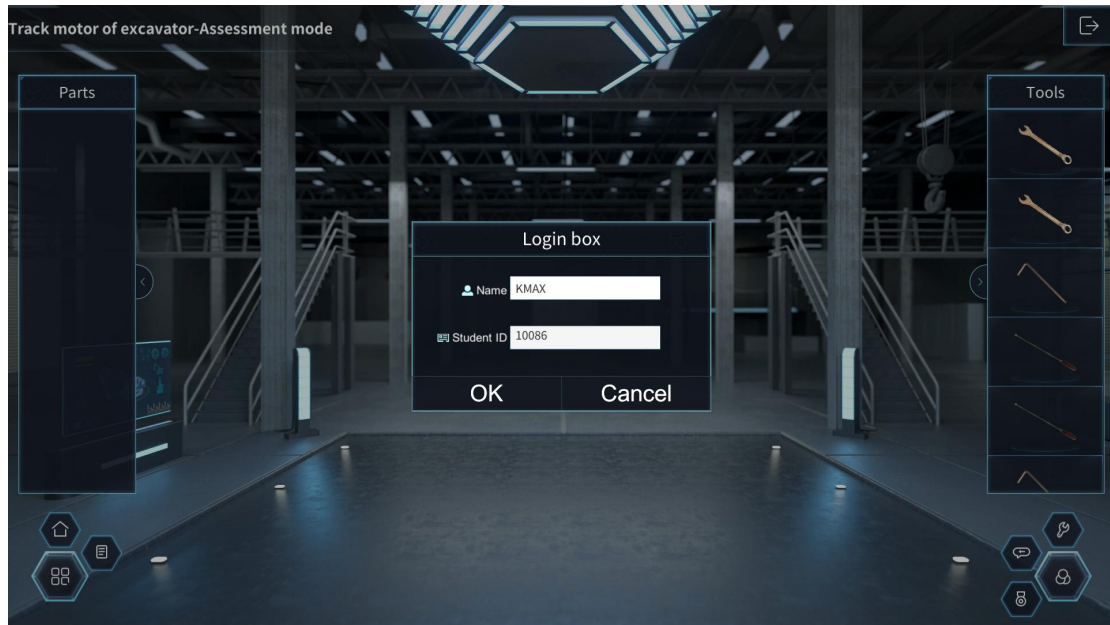 Track motor of excavator-Assessment mode
Parts
Tools
Login box
Name KMAX
Student ID 10086
OK Cancel